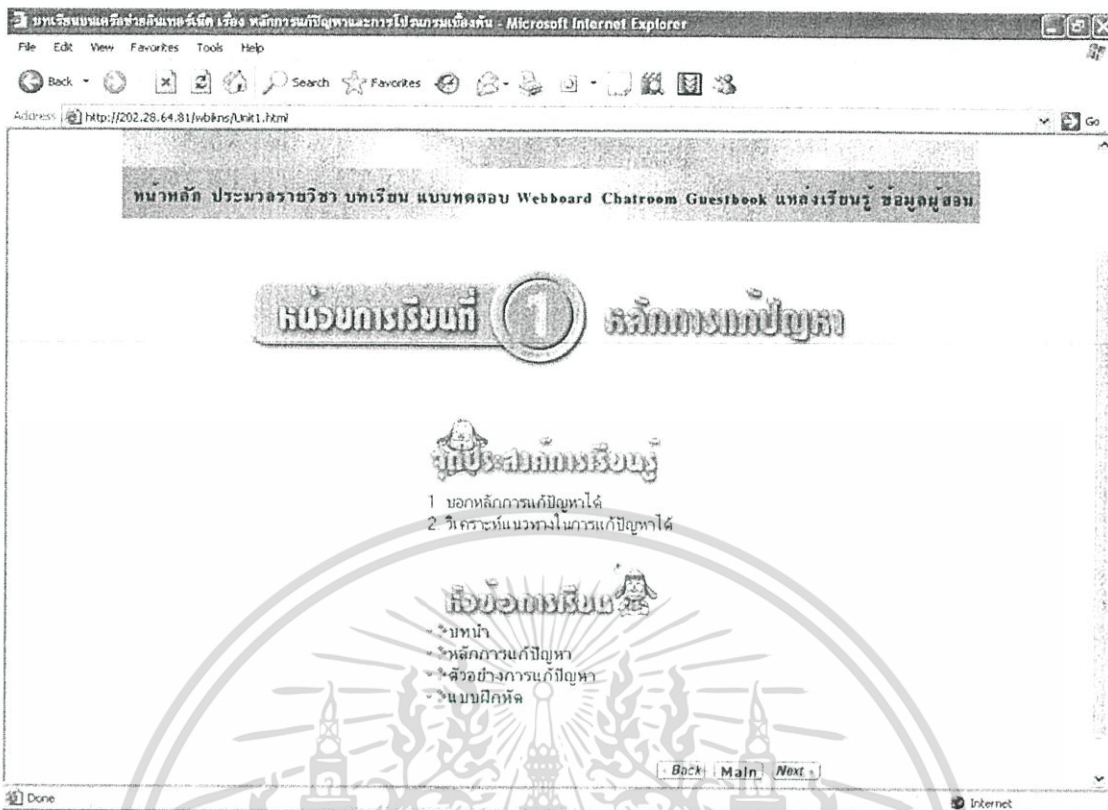 บทเรียนบนเครือข่ายอินเทอร์เน็ต เรื่อง หลักการแก้ปัญหาและการโปรแกรมเบื้องต้น - Microsoft Internet Explorer
File Edit View Favorites Tools Help
Back Search Favorites
Address http://202.28.64.81/wbikns/Unit1.html Go
หน้าหลัก ประมวลรายวิชา บทเรียน แบบทดสอบ Webboard Chatroom Guestbook แหล่งเรียนรู้ ข้อมูลผู้สอน
หน่วยการเรียนที่ 1 หลักการแก้ปัญหา
จุดประสงค์การเรียนรู้
1 บอกหลักการแก้ปัญหาได้
2. วิเคราะห์แนวทางในการแก้ปัญหาได้
หัวข้อการเรียน
บทนำ
หลักการแก้ปัญหา
ตัวอย่างการแก้ปัญหา
แบบฝึกหัด
Back Main Next
Done Internet